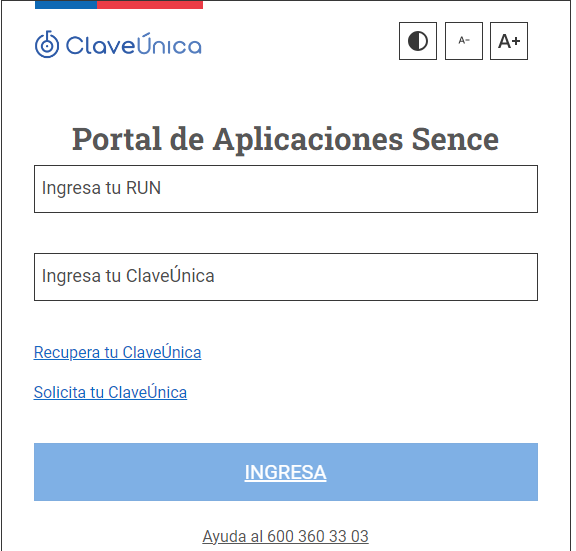 ClaveÚnica
A-
A+
Portal de Aplicaciones Sence
Ingresa tu RUN
Ingresa tu ClaveÚnica
Recupera tu ClaveÚnica
Solicita tu ClaveÚnica
INGRESA
Ayuda al 600 360 33 03